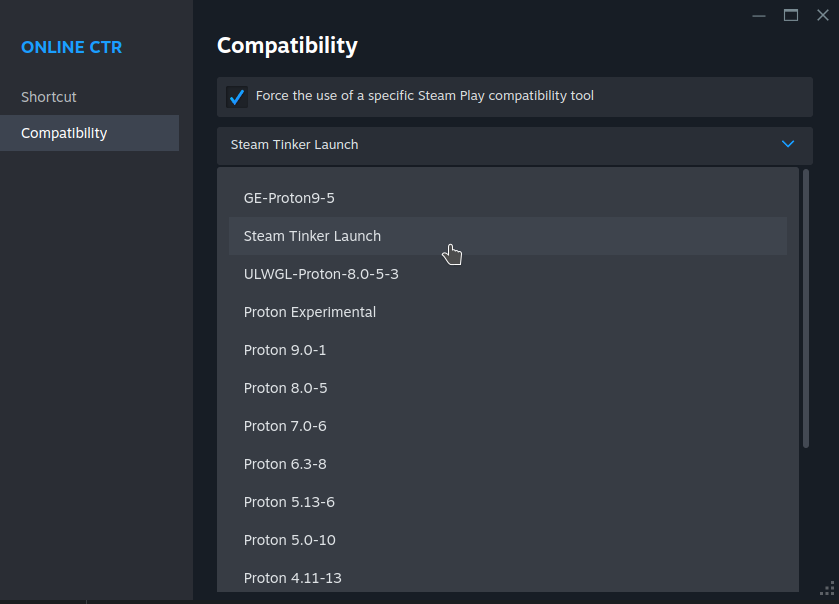 ONLINE CTR
Shortcut
Compatibility
Compatibility
Force the use of a specific Steam Play compatibility tool
Steam Tinker Launch
GE-Proton9-5
Steam Tinker Launch
ULWGL-Proton-8.0-5-3
Proton Experimental
Proton 9.0-1
Proton 8.0-5
Proton 7.0-6
Proton 6.3-8
Proton 5.13-6
Proton 5.0-10
Proton 4.11-13